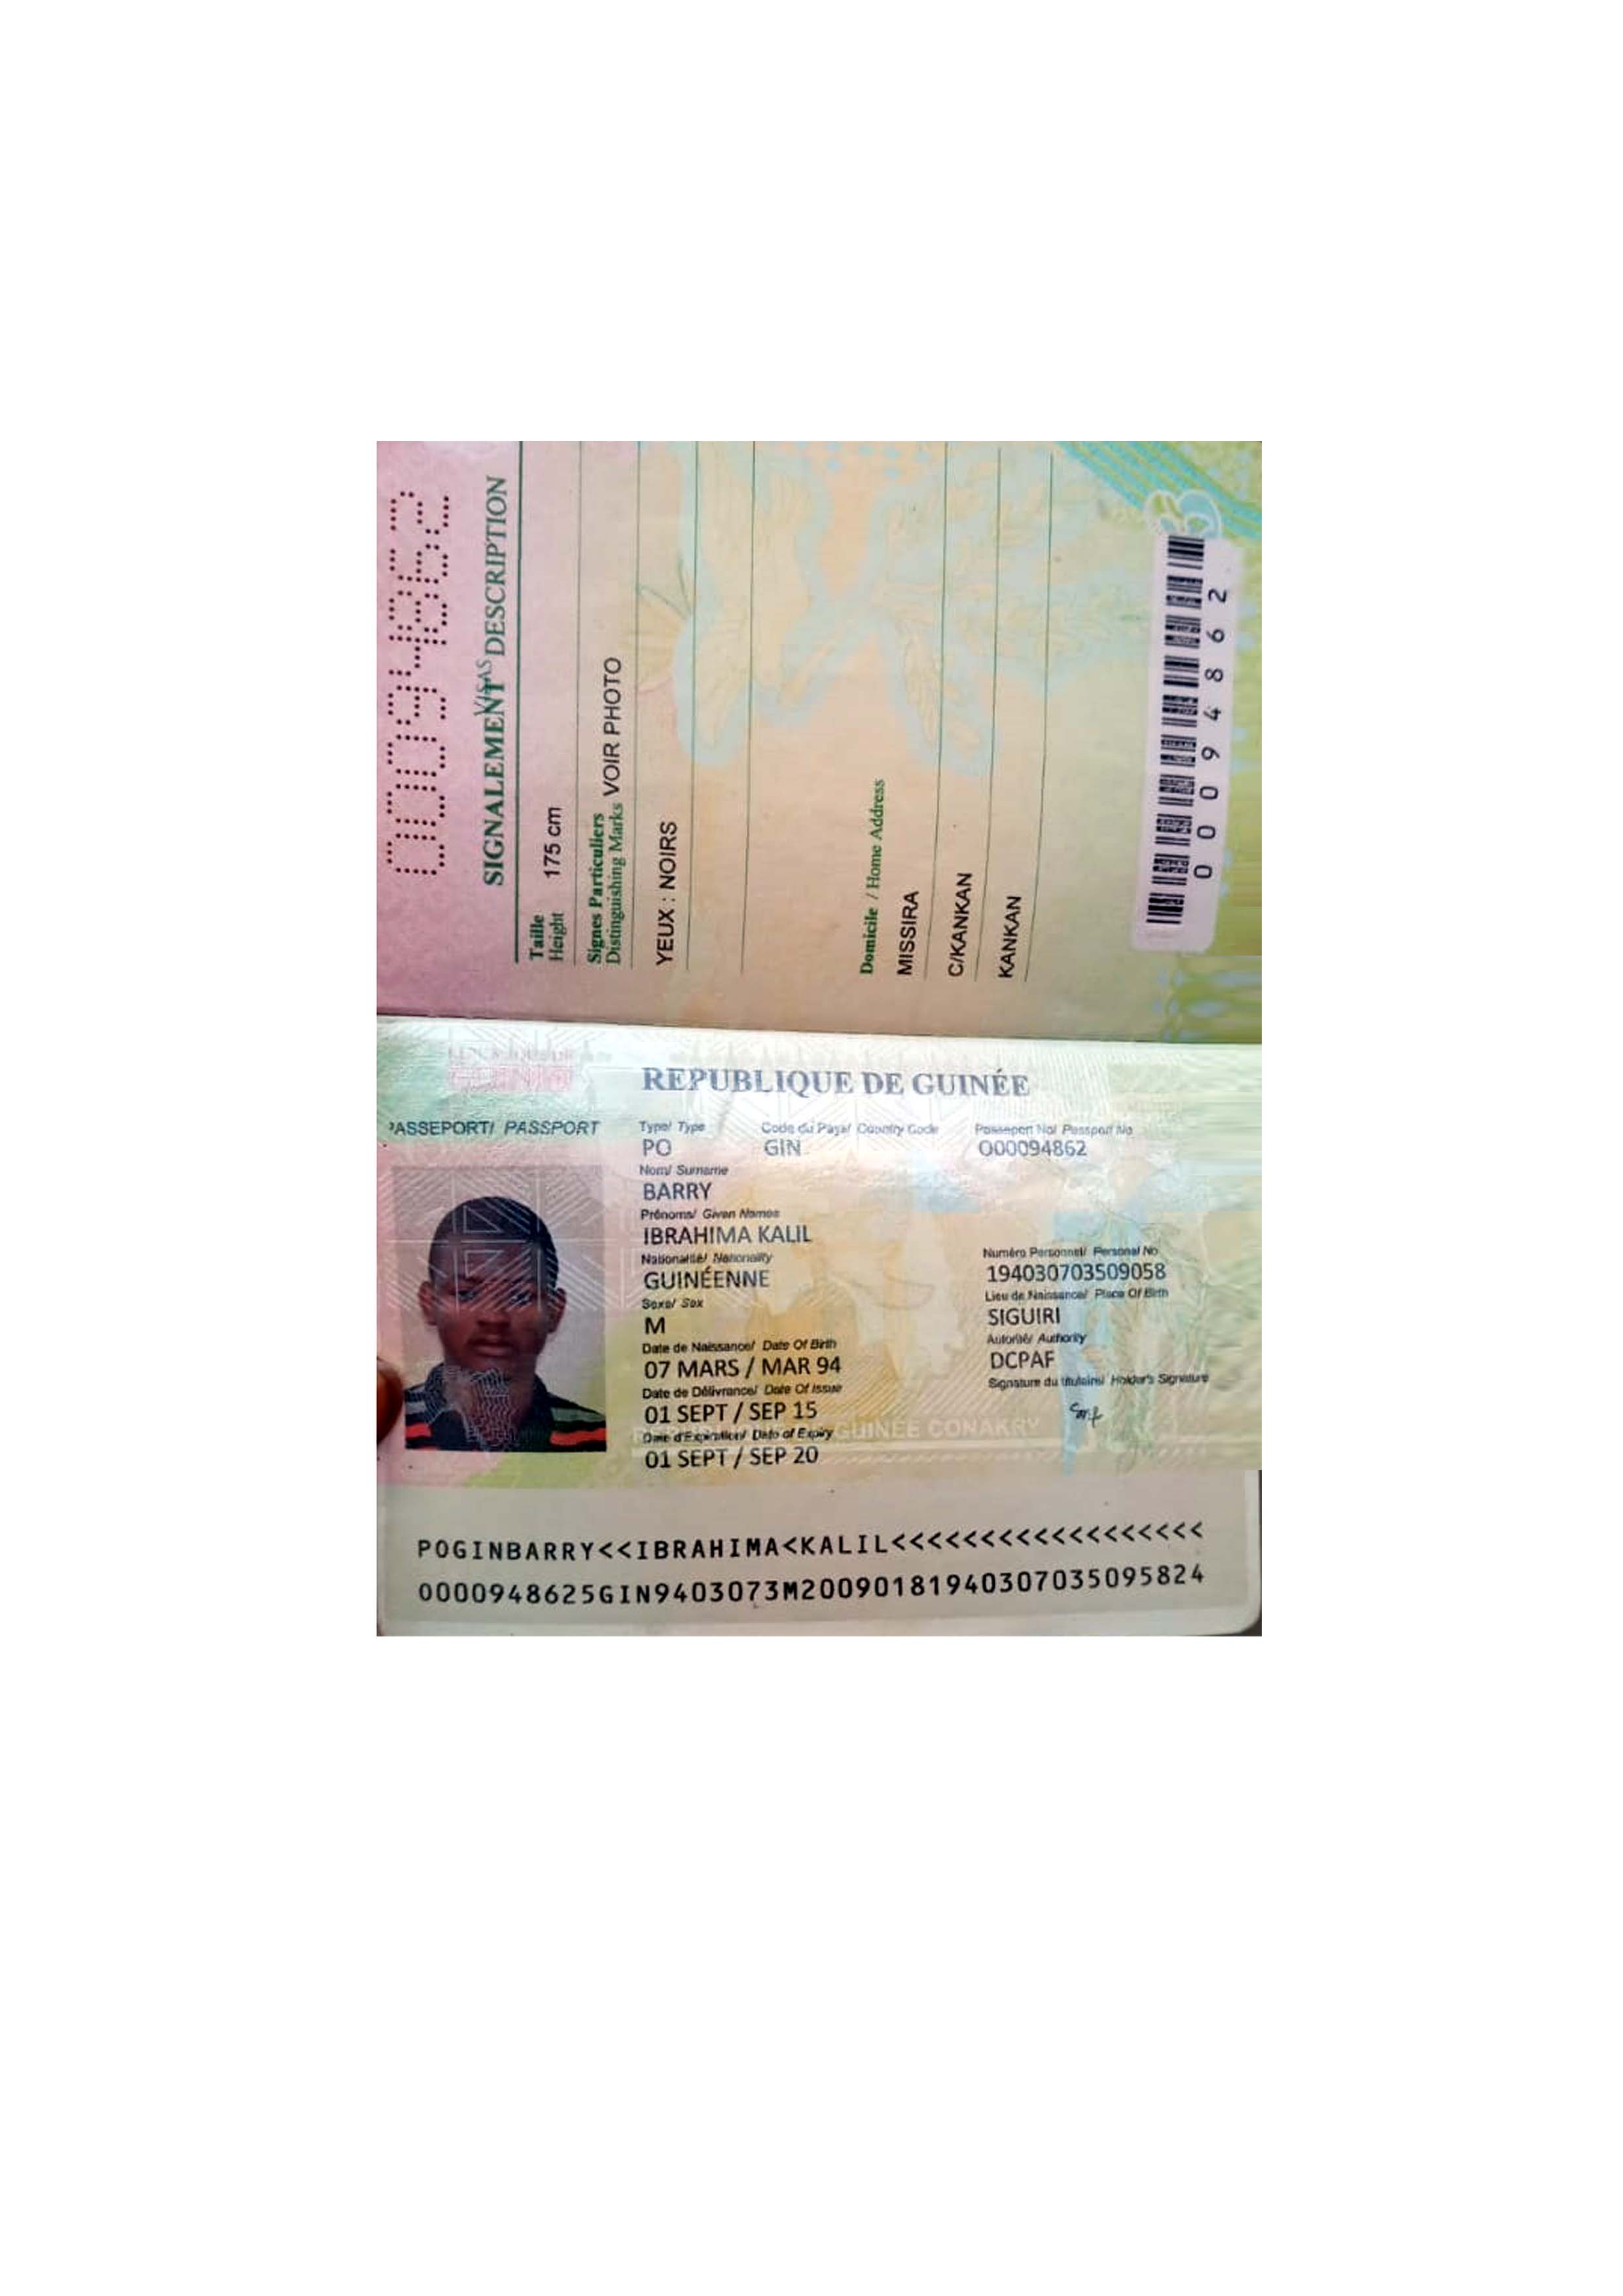 000094862
SIGNALEMENT DESCRIPTION
VISAS
Taille
Height 175 cm
Signes Particuliers
Distinguishing Marks VOIR PHOTO
YEUX : NOIRS
Domicile / Home Address
MISSIRA
C/KANKAN
KANKAN
000094862
REPUBLIQUE DE GUINÉE
PASSEPORT/ PASSPORT
Type/ Type Code du Pays/ Country Code Passeport No/ Passport No
PO GIN O00094862
Nom/ Surname
BARRY
Prénoms/ Given Names
IBRAHIMA KALIL
Nationalité/ Nationality Numéro Personnel/ Personal No
GUINÉENNE 194030703509058
Sexe/ Sex Lieu de Naissance/ Place Of Birth
M SIGUIRI
Date de Naissance/ Date Of Birth Autorité/ Authority
07 MARS / MAR 94 DCPAF
Date de Délivrance/ Date Of Issue Signature du titulaire/ Holder's Signature
01 SEPT / SEP 15
REPUBLIQUE DE GUINEE CONAKRY
Date d'Expiration/ Date of Expiry
01 SEPT / SEP 20
POGINBARRY<<IBRAHIMA<KALIL<<<<<<<<<<<<<<<<<<
O000948625GIN9403073M20090181940307035095824